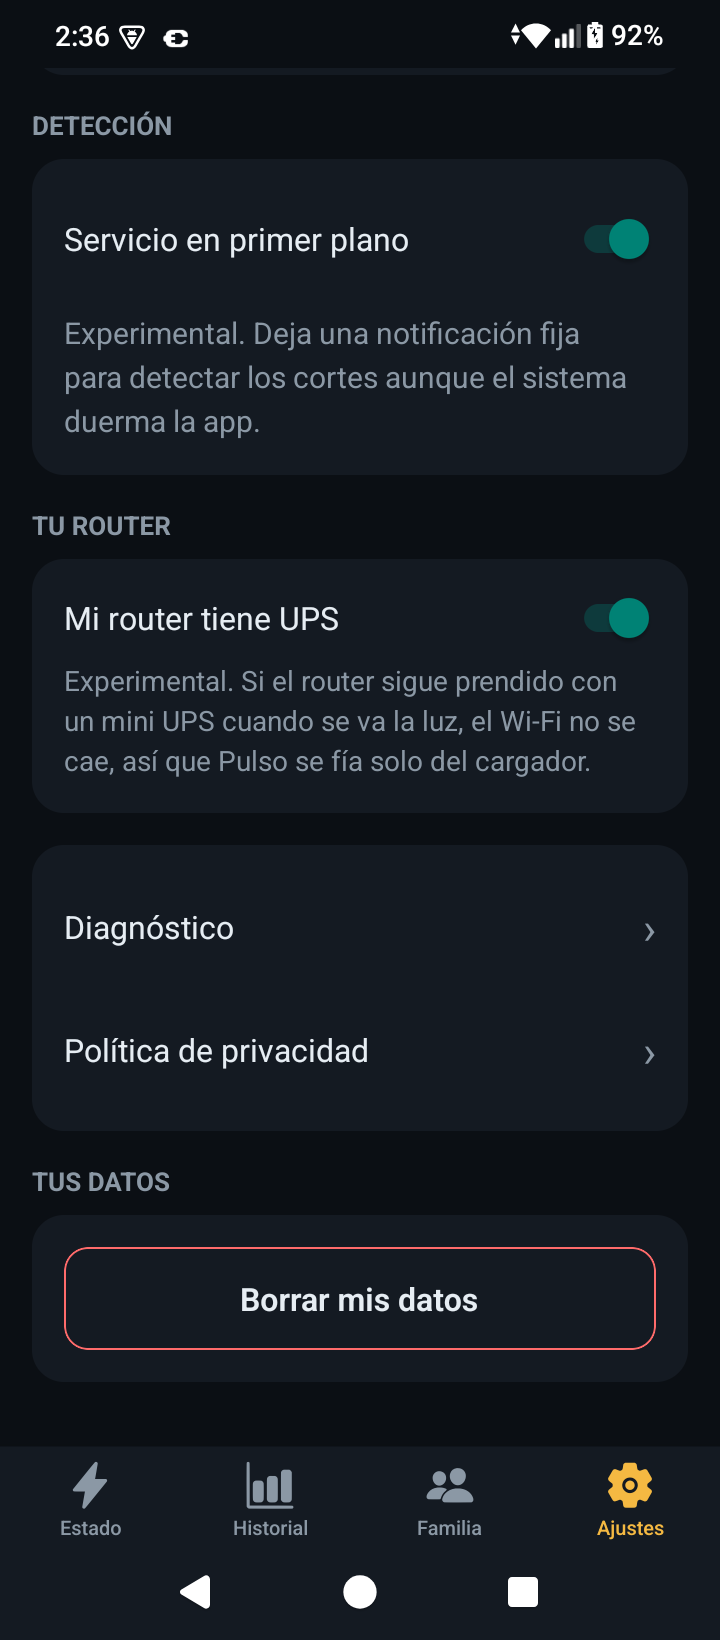 2:36
92%
DETECCIÓN
Servicio en primer plano
Experimental. Deja una notificación fija
para detectar los cortes aunque el sistema
duerma la app.
TU ROUTER
Mi router tiene UPS
Experimental. Si el router sigue prendido con
un mini UPS cuando se va la luz, el Wi-Fi no se
cae, así que Pulso se fía solo del cargador.
Diagnóstico
Política de privacidad
TUS DATOS
Borrar mis datos
Estado
Historial
Familia
Ajustes